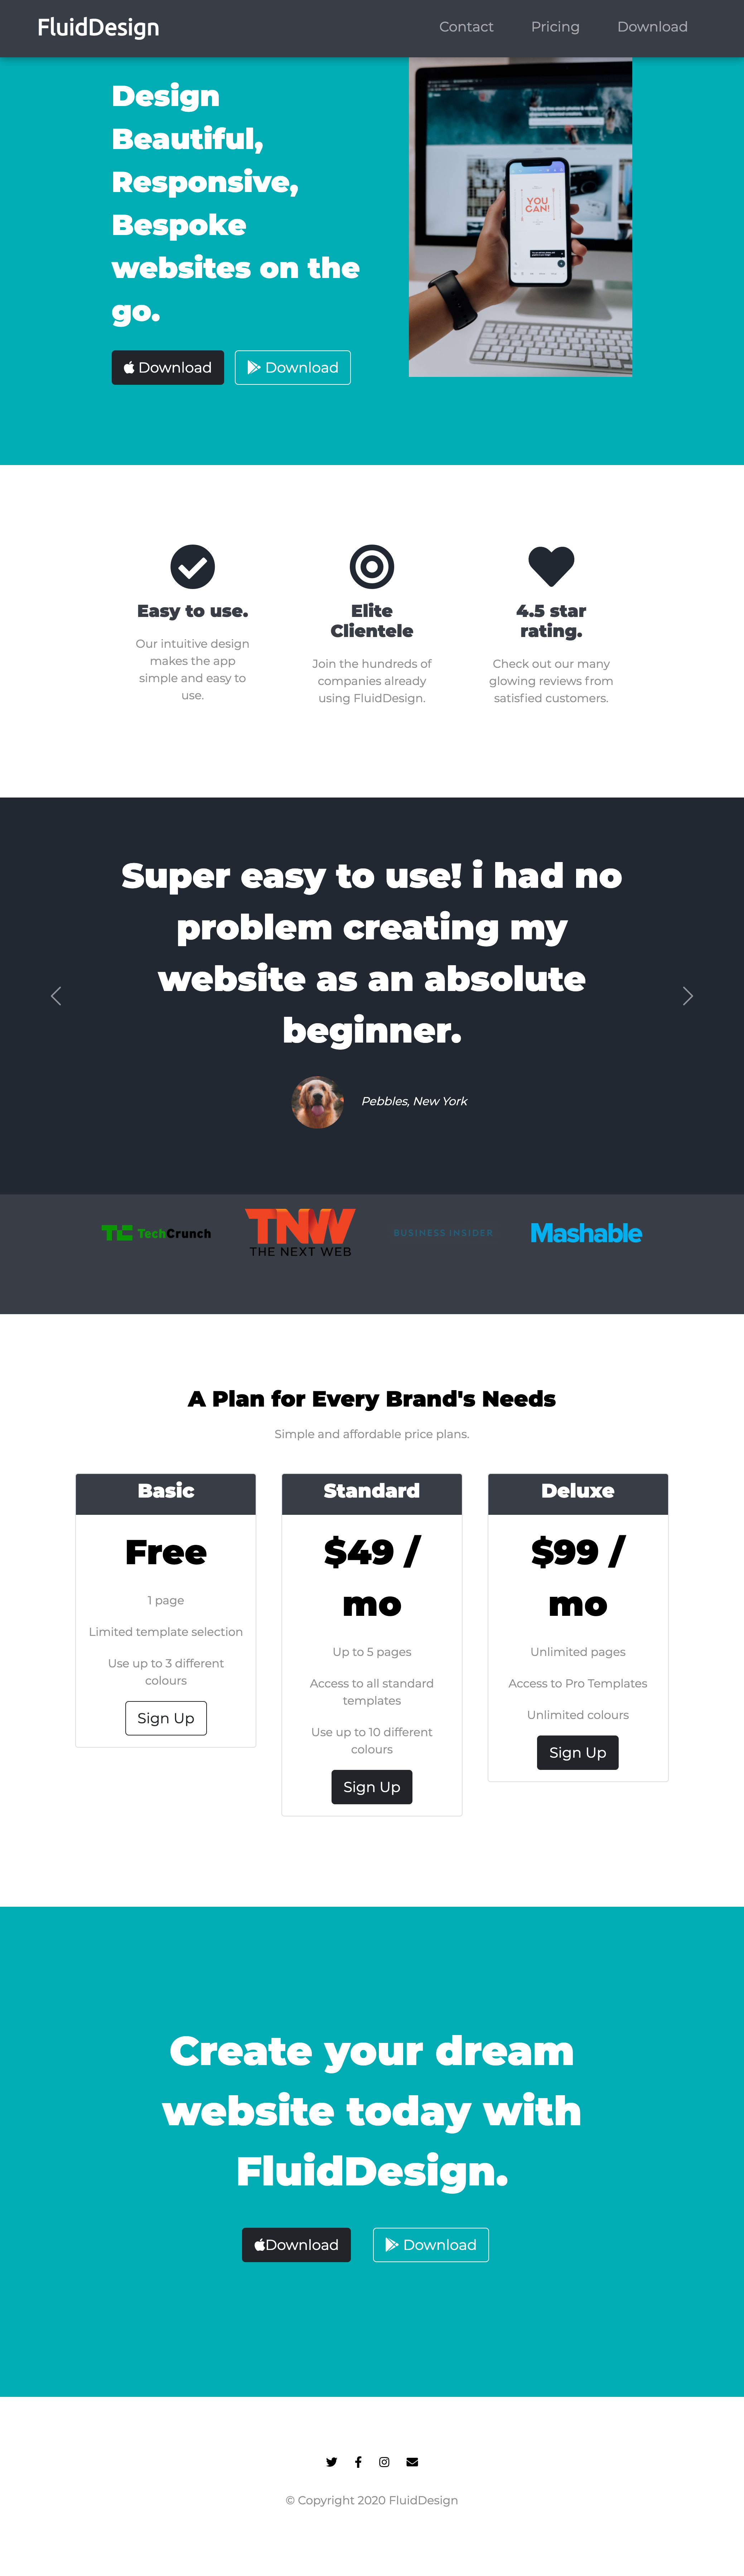 FluidDesign
Contact Pricing Download
Design
Beautiful,
Responsive,
Bespoke
websites on the
go.
Download Download
YOU
CAN!
Easy to use.
Our intuitive design
makes the app
simple and easy to
use.
Elite
Clientele
Join the hundreds of
companies already
using FluidDesign.
4.5 star
rating.
Check out our many
glowing reviews from
satisfied customers.
Super easy to use! i had no
problem creating my
website as an absolute
beginner.
Pebbles, New York
TC TechCrunch
TNW
THE NEXT WEB
BUSINESS INSIDER
Mashable
A Plan for Every Brand's Needs
Simple and affordable price plans.
Basic
Free
1 page
Limited template selection
Use up to 3 different
colours
Sign Up
Standard
$49 /
mo
Up to 5 pages
Access to all standard
templates
Use up to 10 different
colours
Sign Up
Deluxe
$99 /
mo
Unlimited pages
Access to Pro Templates
Unlimited colours
Sign Up
Create your dream
website today with
FluidDesign.
Download Download
© Copyright 2020 FluidDesign